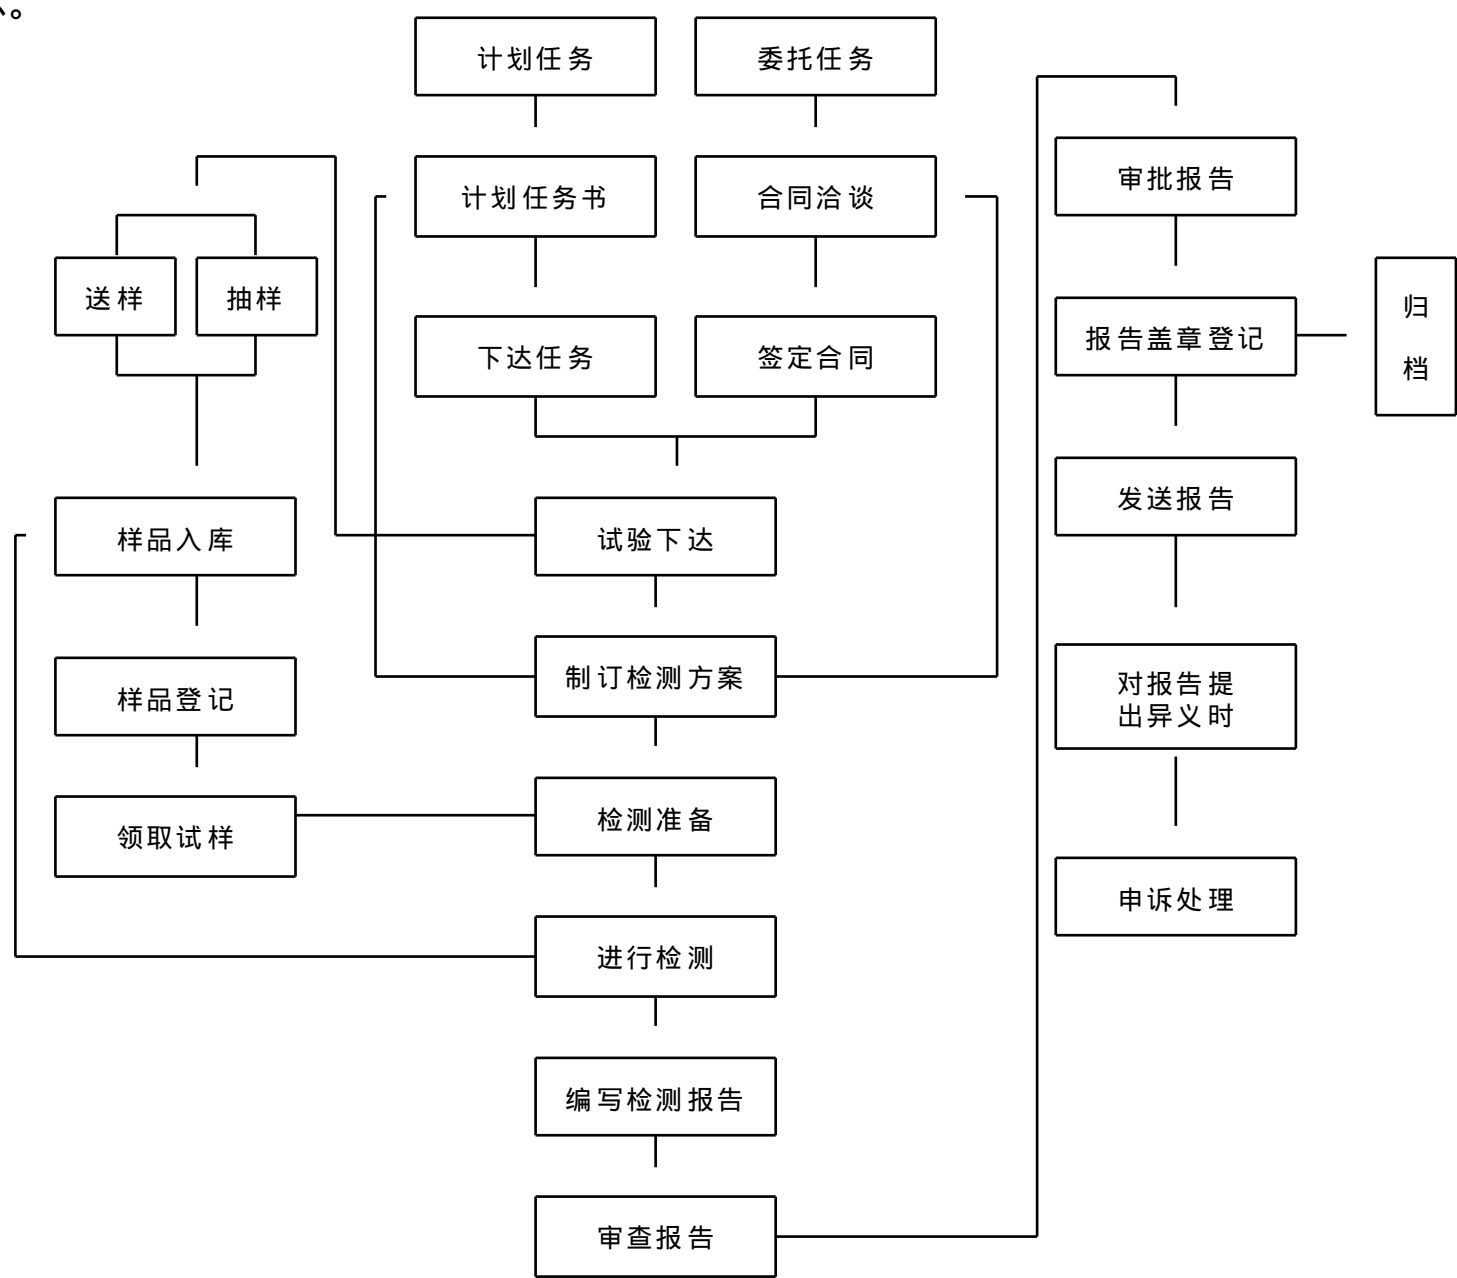 。
计划任务
委托任务
计划任务书
合同洽谈
审批报告
送样
抽样
下达任务
签定合同
报告盖章登记
归
档
样品入库
试验下达
发送报告
样品登记
制订检测方案
对报告提
出异义时
领取试样
检测准备
申诉处理
进行检测
编写检测报告
审查报告